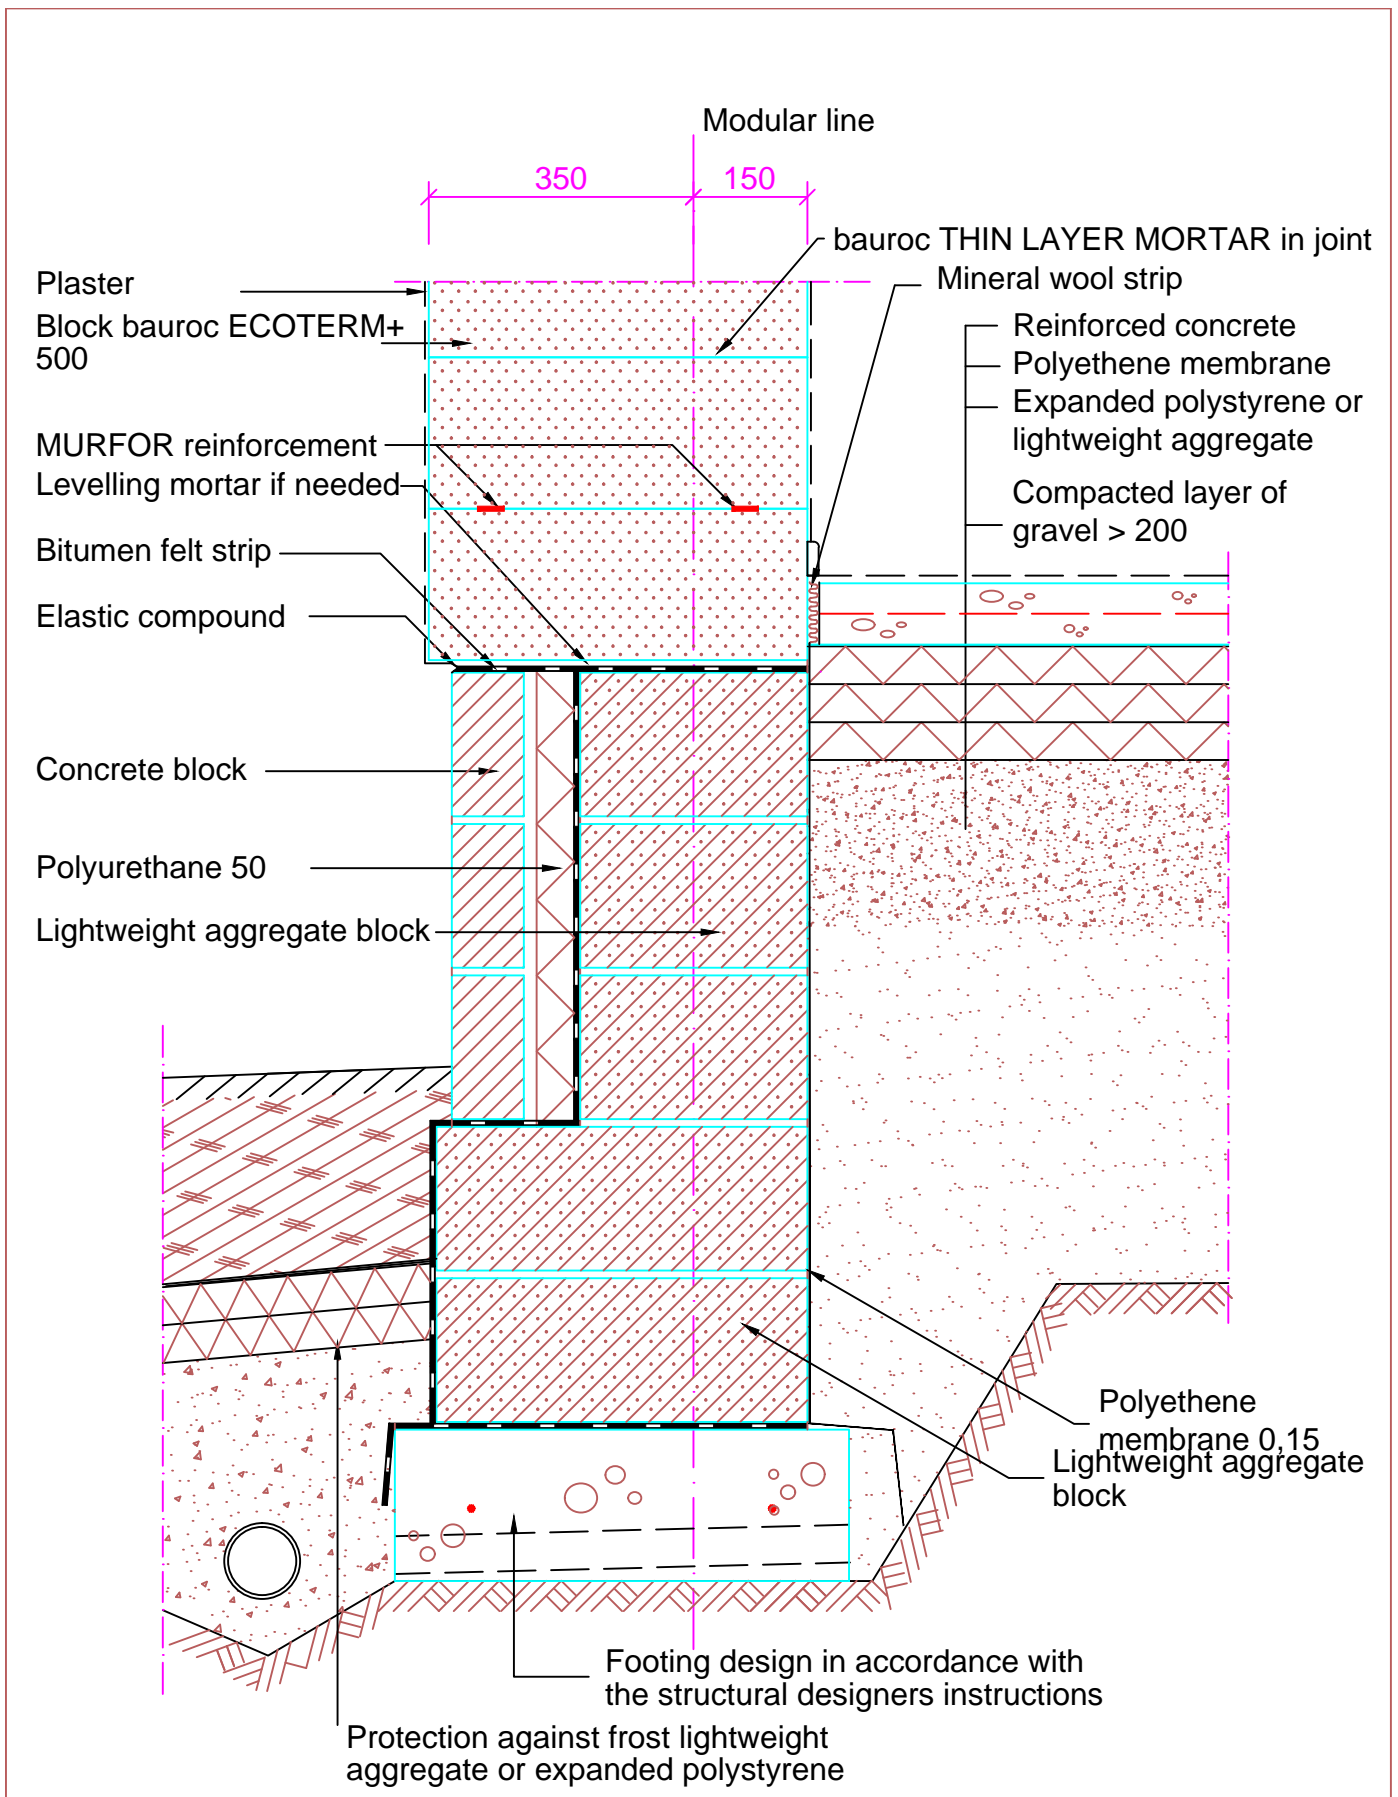 Modular line
350
150
bauroc THIN LAYER MORTAR in joint
Mineral wool strip
Plaster
Block bauroc ECOTERM+
500
Reinforced concrete
Polyethene membrane
Expanded polystyrene or
lightweight aggregate
Compacted layer of
gravel > 200
MURFOR reinforcement
Levelling mortar if needed
Bitumen felt strip
Elastic compound
Concrete block
Polyurethane 50
Lightweight aggregate block
Polyethene
membrane 0,15
Lightweight aggregate
block
Footing design in accordance with
the structural designers instructions
Protection against frost lightweight
aggregate or expanded polystyrene